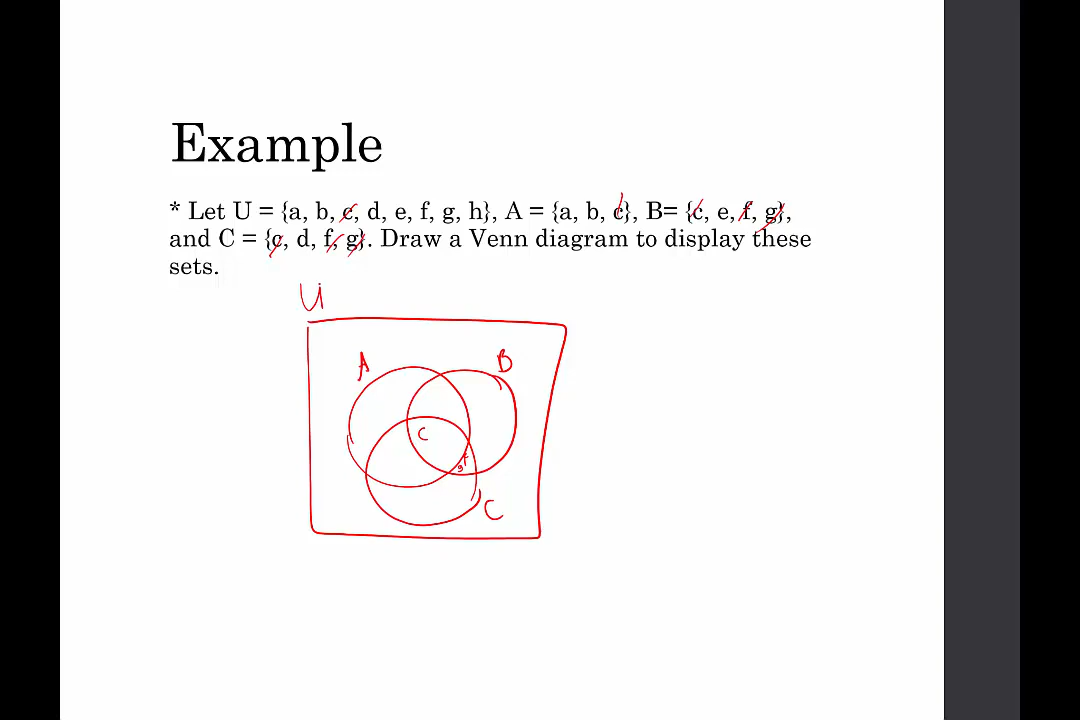 Example
* Let U = {a, b, c, d, e, f, g, h}, A = {a, b, c}, B= {c, e, f, g},
and C = {c, d, f, g}. Draw a Venn diagram to display these
sets.
U
A
B
C
f
g
C